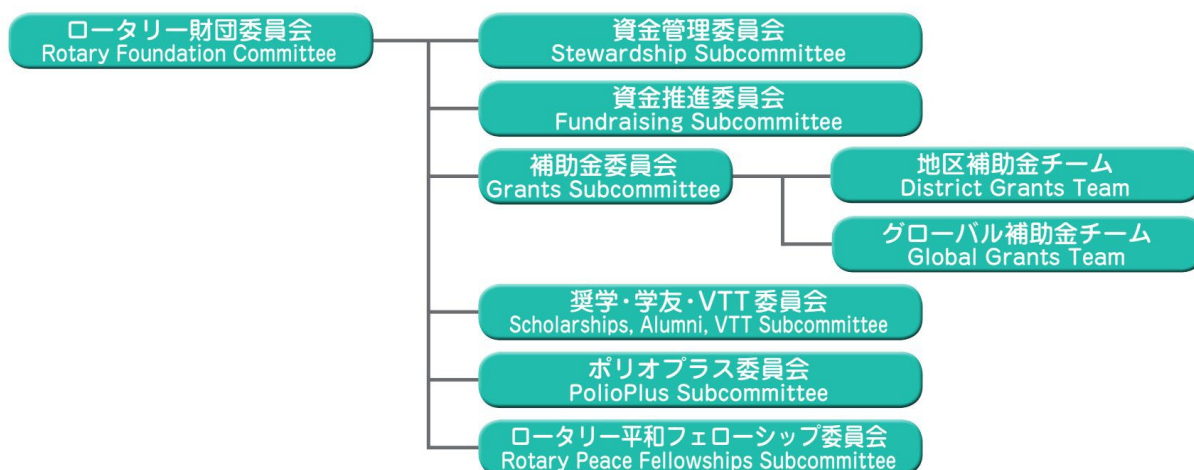 ロータリー財団委員会
Rotary Foundation Committee
資金管理委員会
Stewardship Subcommittee
資金推進委員会
Fundraising Subcommittee
補助金委員会
Grants Subcommittee
地区補助金チーム
District Grants Team
グローバル補助金チーム
Global Grants Team
奨学・学友・VTT委員会
Scholarships, Alumni, VTT Subcommittee
ポリオプラス委員会
PolioPlus Subcommittee
ロータリー平和フェローシップ委員会
Rotary Peace Fellowships Subcommittee